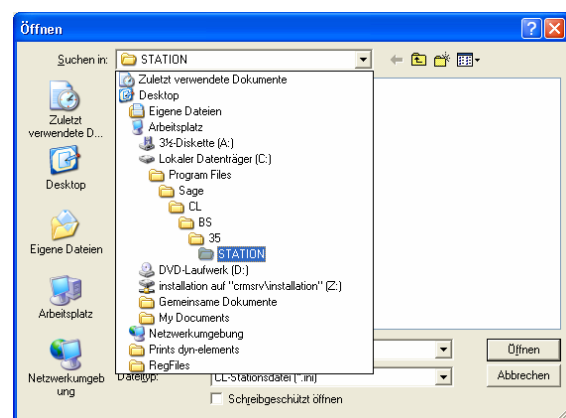 Öffnen
Suchen in: STATION
Zuletzt verwendete Dokumente
Desktop
Eigene Dateien
Arbeitsplatz
3½-Diskette (A:)
Lokaler Datenträger (C:)
Program Files
Sage
CL
BS
35
STATION
DVD-Laufwerk (D:)
installation auf "crmsrv\installation" (Z:)
Gemeinsame Dokumente
My Documents
Netzwerkumgebung
Prints dyn-elements
RegFiles
Zuletzt
verwendete D...
Desktop
Eigene Dateien
Arbeitsplatz
Netzwerkumgeb
ung
Öffnen
Dateityp: CL-Stationsdatei (*.ini) Abbrechen
Schreibgeschützt öffnen